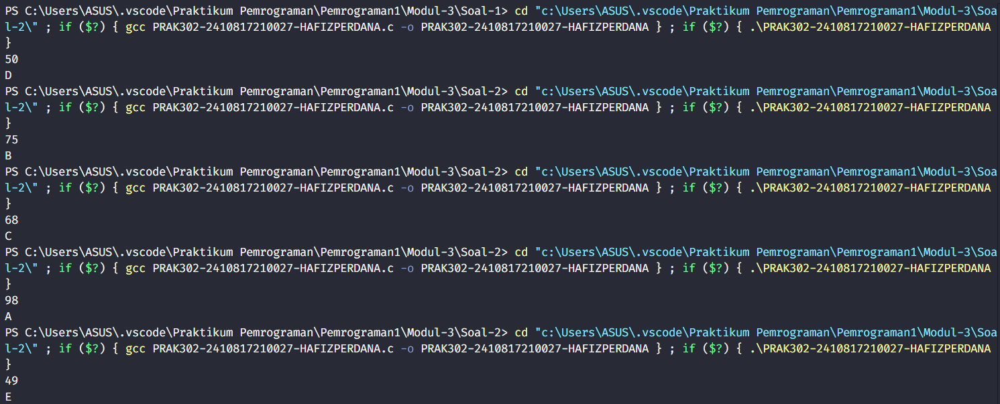 PS C:\Users\ASUS\.vscode\Praktikum Pemrograman\Pemrograman1\Modul-3\Soal-1> cd "c:\Users\ASUS\.vscode\Praktikum Pemrograman\Pemrograman1\Modul-3\Soa
l-2\" ; if ($?) { gcc PRAK302-2410817210027-HAFIZPERDANA.c -o PRAK302-2410817210027-HAFIZPERDANA } ; if ($?) { .\PRAK302-2410817210027-HAFIZPERDANA
}
50
D
PS C:\Users\ASUS\.vscode\Praktikum Pemrograman\Pemrograman1\Modul-3\Soal-2> cd "c:\Users\ASUS\.vscode\Praktikum Pemrograman\Pemrograman1\Modul-3\Soa
l-2\" ; if ($?) { gcc PRAK302-2410817210027-HAFIZPERDANA.c -o PRAK302-2410817210027-HAFIZPERDANA } ; if ($?) { .\PRAK302-2410817210027-HAFIZPERDANA
}
75
B
PS C:\Users\ASUS\.vscode\Praktikum Pemrograman\Pemrograman1\Modul-3\Soal-2> cd "c:\Users\ASUS\.vscode\Praktikum Pemrograman\Pemrograman1\Modul-3\Soa
l-2\" ; if ($?) { gcc PRAK302-2410817210027-HAFIZPERDANA.c -o PRAK302-2410817210027-HAFIZPERDANA } ; if ($?) { .\PRAK302-2410817210027-HAFIZPERDANA
}
68
C
PS C:\Users\ASUS\.vscode\Praktikum Pemrograman\Pemrograman1\Modul-3\Soal-2> cd "c:\Users\ASUS\.vscode\Praktikum Pemrograman\Pemrograman1\Modul-3\Soa
l-2\" ; if ($?) { gcc PRAK302-2410817210027-HAFIZPERDANA.c -o PRAK302-2410817210027-HAFIZPERDANA } ; if ($?) { .\PRAK302-2410817210027-HAFIZPERDANA
}
98
A
PS C:\Users\ASUS\.vscode\Praktikum Pemrograman\Pemrograman1\Modul-3\Soal-2> cd "c:\Users\ASUS\.vscode\Praktikum Pemrograman\Pemrograman1\Modul-3\Soa
l-2\" ; if ($?) { gcc PRAK302-2410817210027-HAFIZPERDANA.c -o PRAK302-2410817210027-HAFIZPERDANA } ; if ($?) { .\PRAK302-2410817210027-HAFIZPERDANA
}
49
E